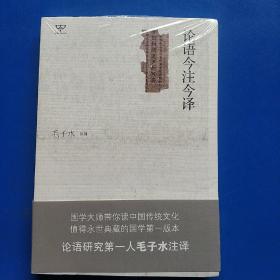 论语今注今译
毛子水 注译
国学大师带你读中国传统文化
值得永世典藏的国学第一版本
论语研究第一人毛子水注译